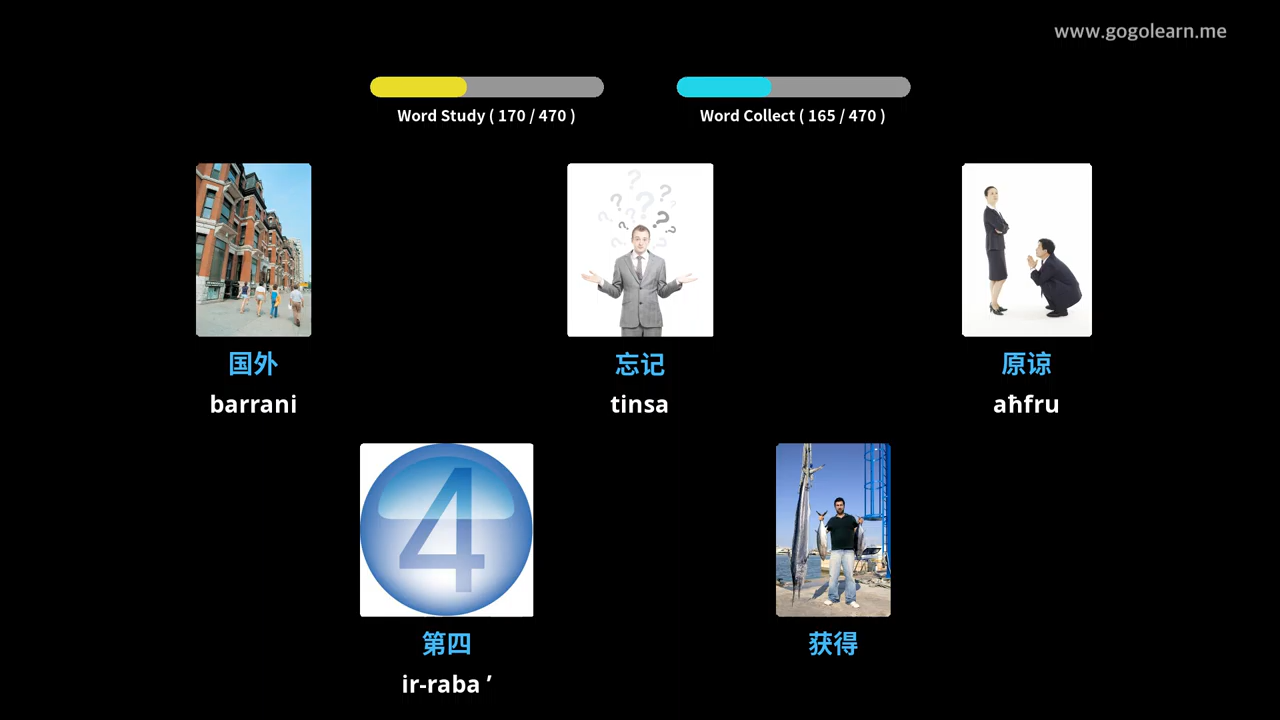 www.gogolearn.me
Word Study ( 170 / 470 )
Word Collect ( 165 / 470 )
国外
barrani
忘记
tinsa
原谅
aħfru
4
第四
ir-raba ’
获得